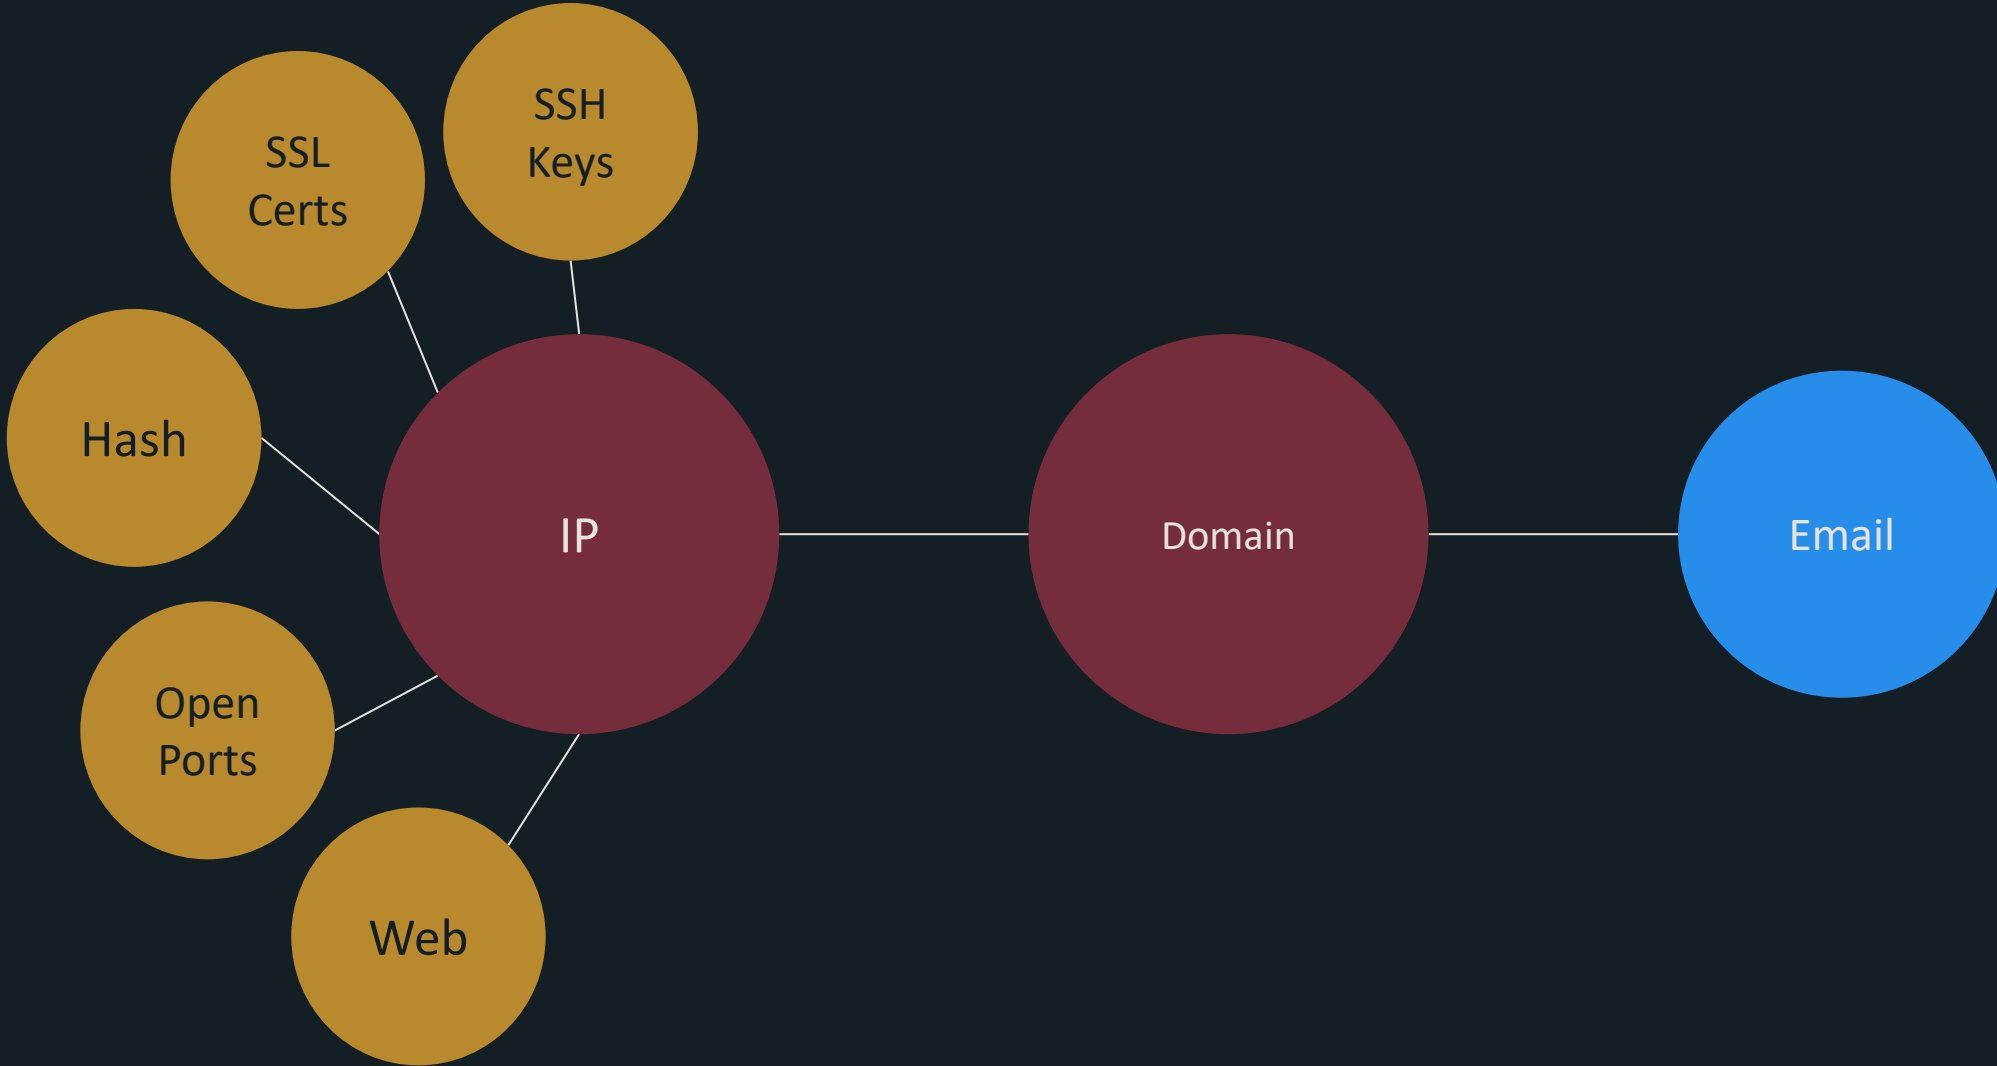 SSH
Keys
SSL
Certs
Hash
IP
Domain
Email
Open
Ports
Web